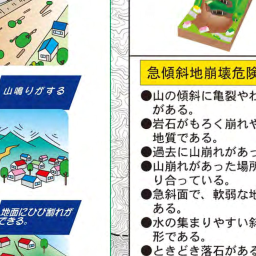 山鳴りがする
地面にひび割れが
できる。
急傾斜地崩壊危険
●山の傾斜に亀裂やわ
がある。
●岩石がもろく崩れや
地質である。
●過去に山崩れがあっ
●山崩れがあった場所
り合っている。
●急斜面で、軟弱な地
ある。
●水の集まりやすい斜
形である。
●ときどき落石がある